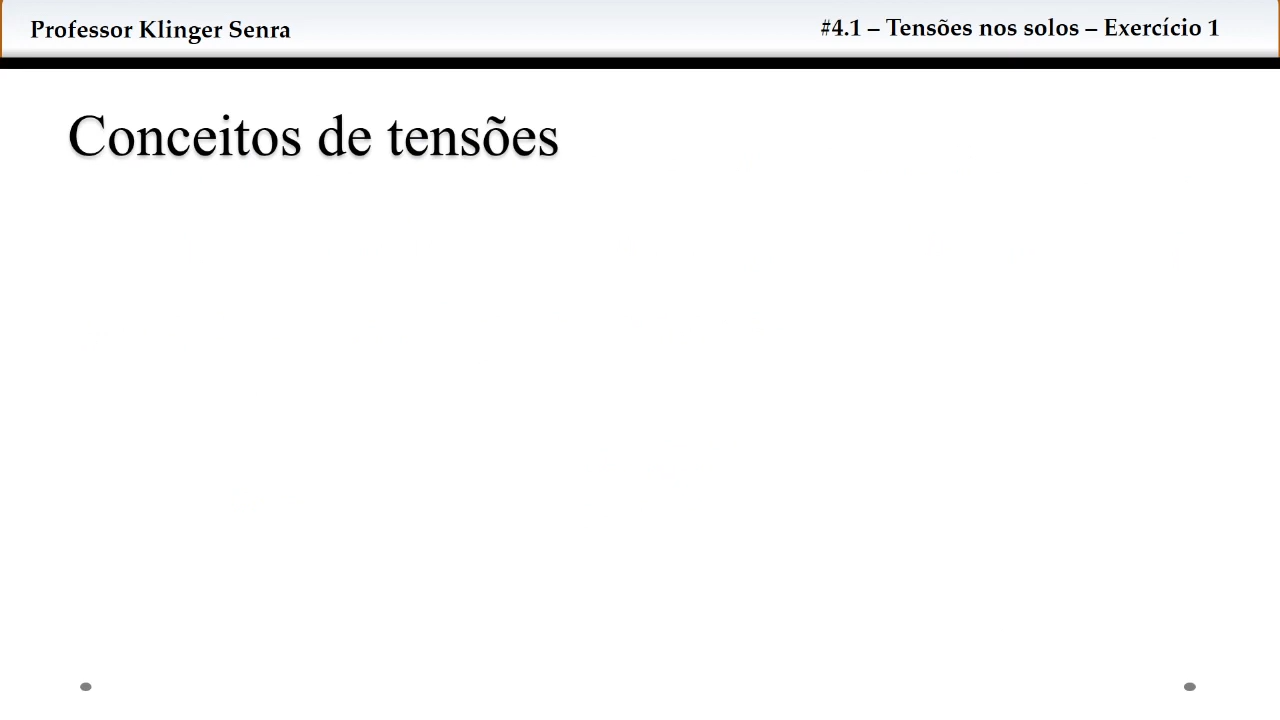 Professor Klinger Senra
#4.1 – Tensões nos solos – Exercício 1
Conceitos de tensões